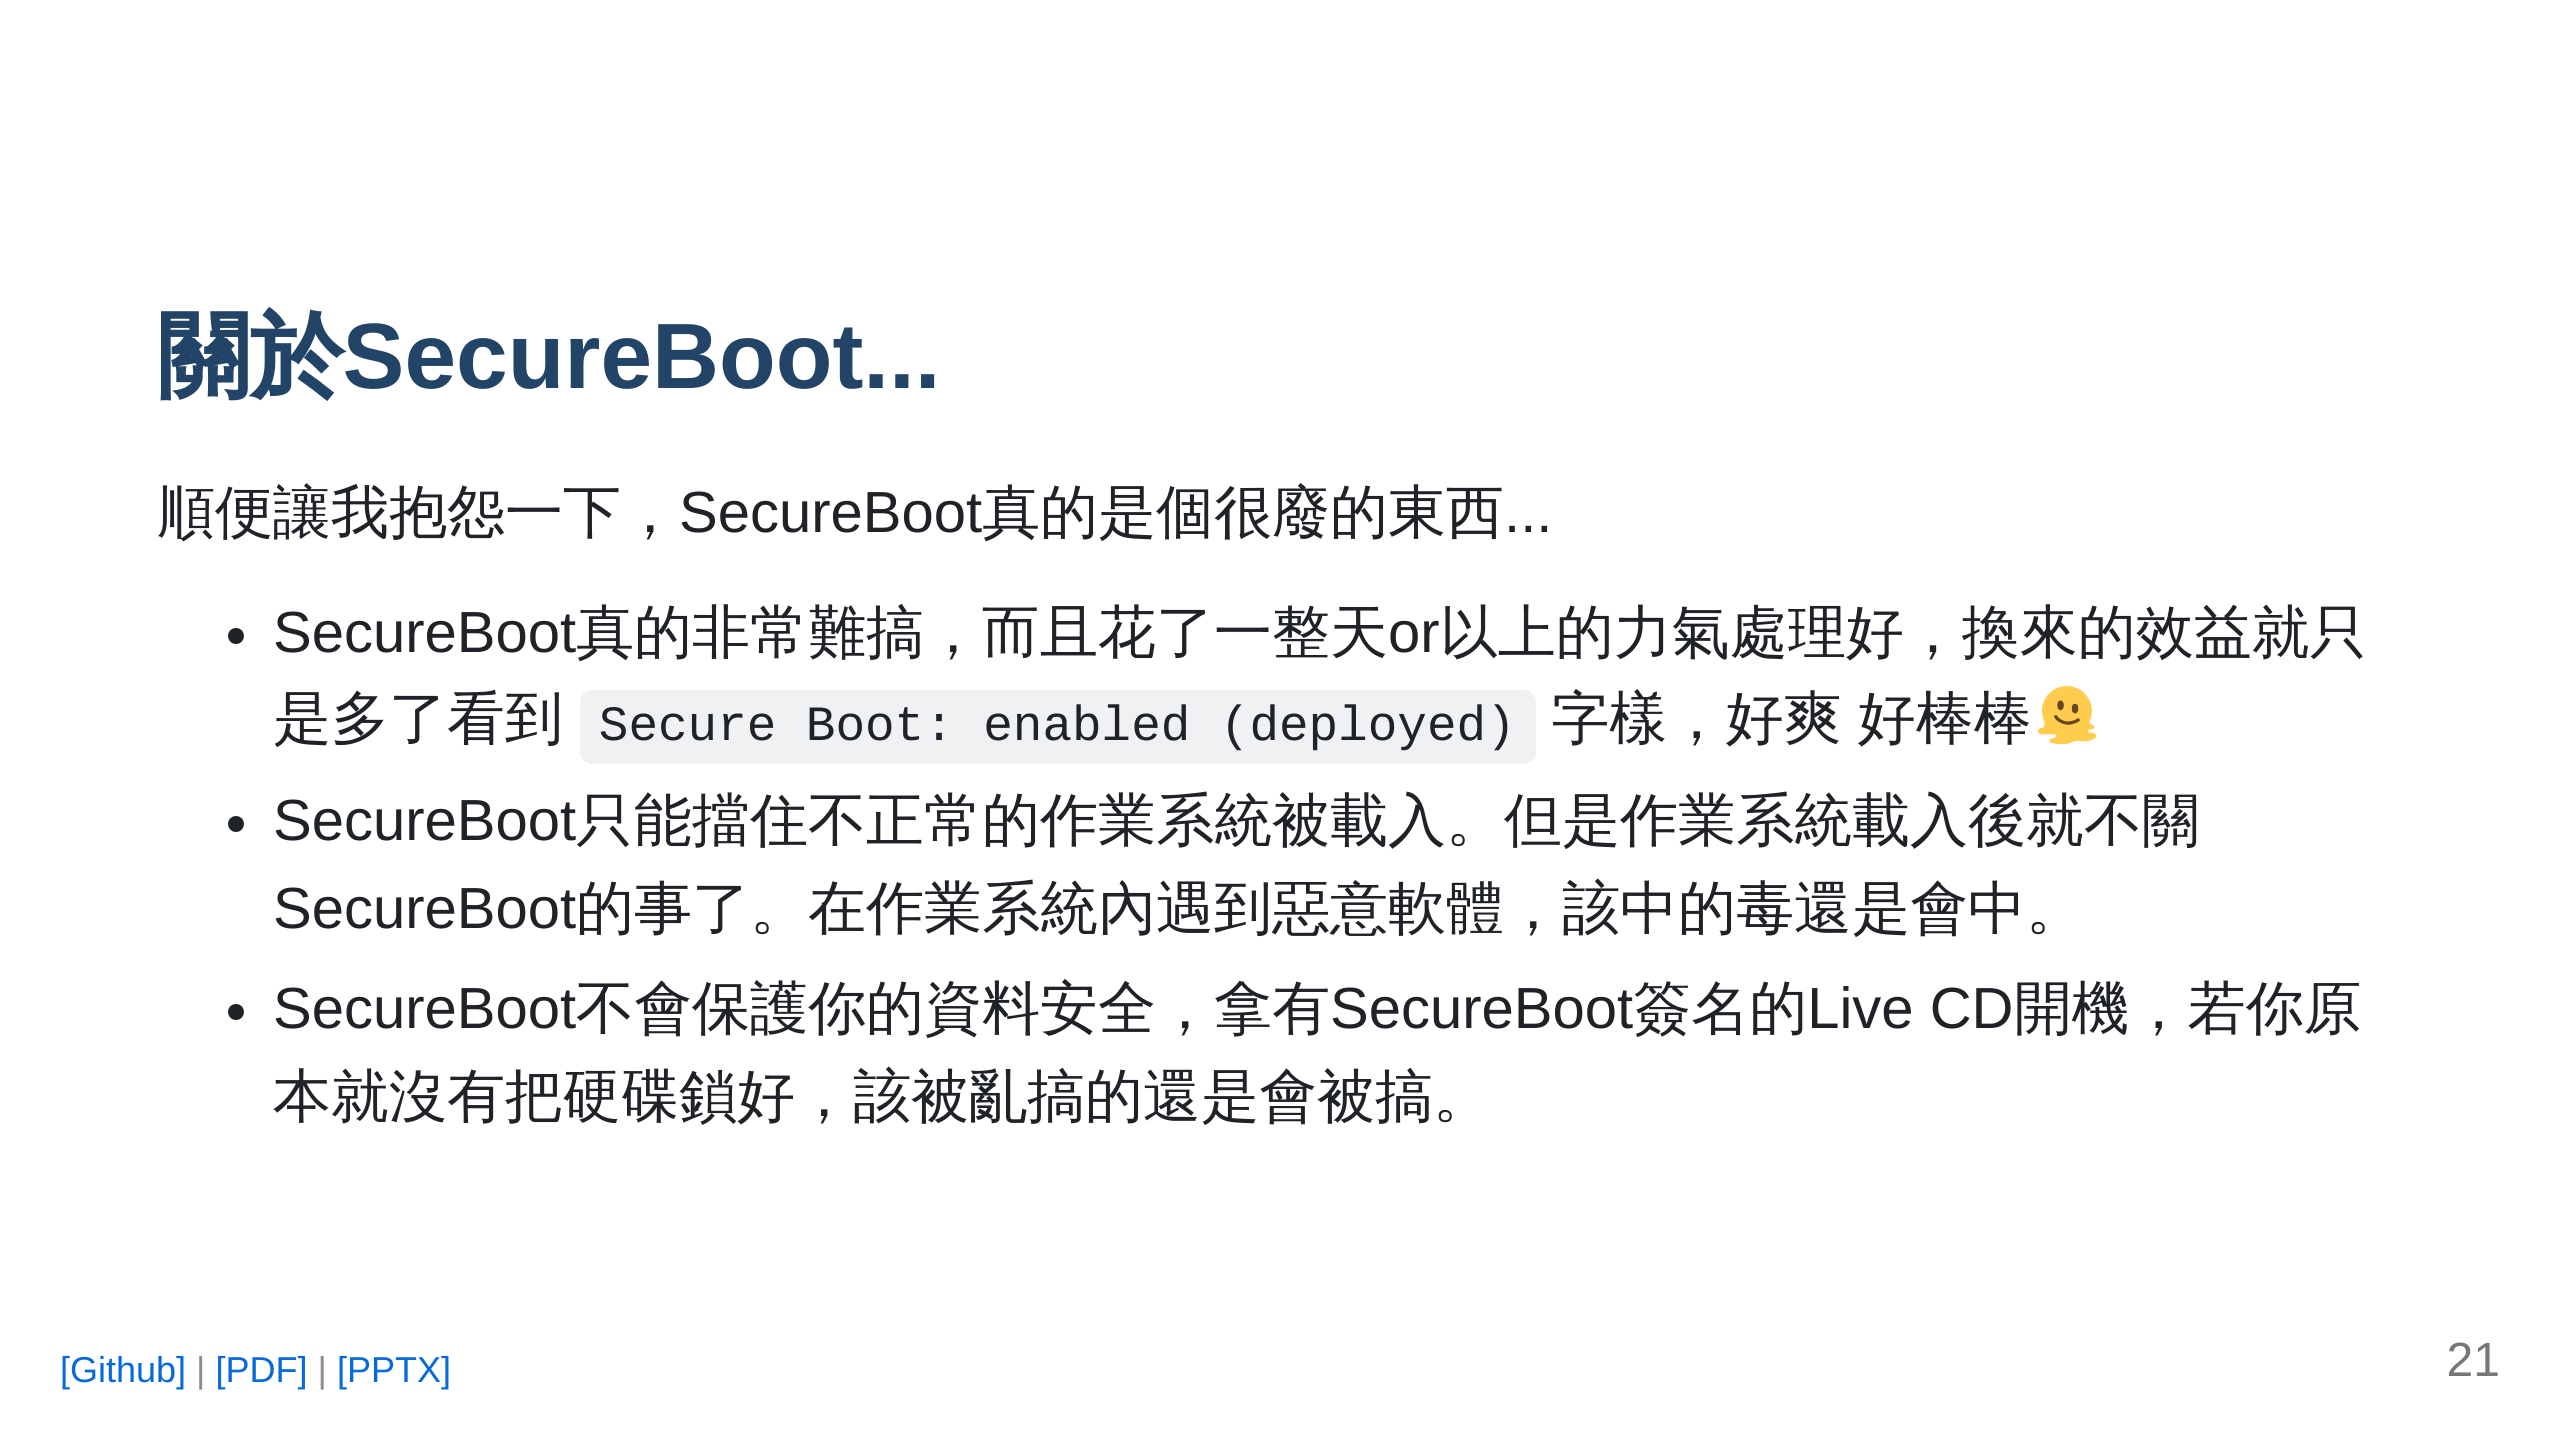 關於SecureBoot...
順便讓我抱怨一下，SecureBoot真的是個很廢的東西...
• SecureBoot真的非常難搞，而且花了一整天or以上的力氣處理好，換來的效益就只
是多了看到 Secure Boot: enabled (deployed) 字樣，好爽 好棒棒🫠
• SecureBoot只能擋住不正常的作業系統被載入。但是作業系統載入後就不關
SecureBoot的事了。在作業系統內遇到惡意軟體，該中的毒還是會中。
• SecureBoot不會保護你的資料安全，拿有SecureBoot簽名的Live CD開機，若你原
本就沒有把硬碟鎖好，該被亂搞的還是會被搞。
[Github] | [PDF] | [PPTX]
21